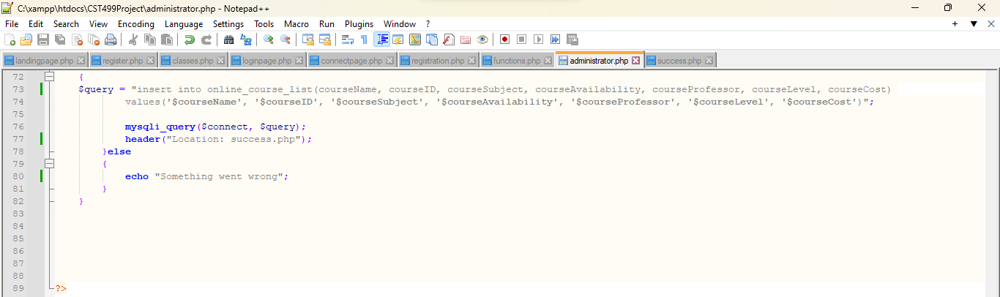 C:\xampp\htdocs\CST499Project\administrator.php - Notepad++
File Edit Search View Encoding Language Settings Tools Macro Run Plugins Window ?
landingpage.php register.php classes.php loginpage.php connectpage.php registration.php functions.php administrator.php success.php
72 {
73 $query = "insert into online_course_list(courseName, courseID, courseSubject, courseAvailability, courseProfessor, courseLevel, courseCost)
74 values('$courseName', '$courseID', '$courseSubject', '$courseAvailability', '$courseProfessor', '$courseLevel', '$courseCost')";
75
76 mysqli_query($connect, $query);
77 header("Location: success.php");
78 }else
79 {
80 echo "Something went wrong";
81 }
82 }
83
84
85
86
87
88
89 ?>